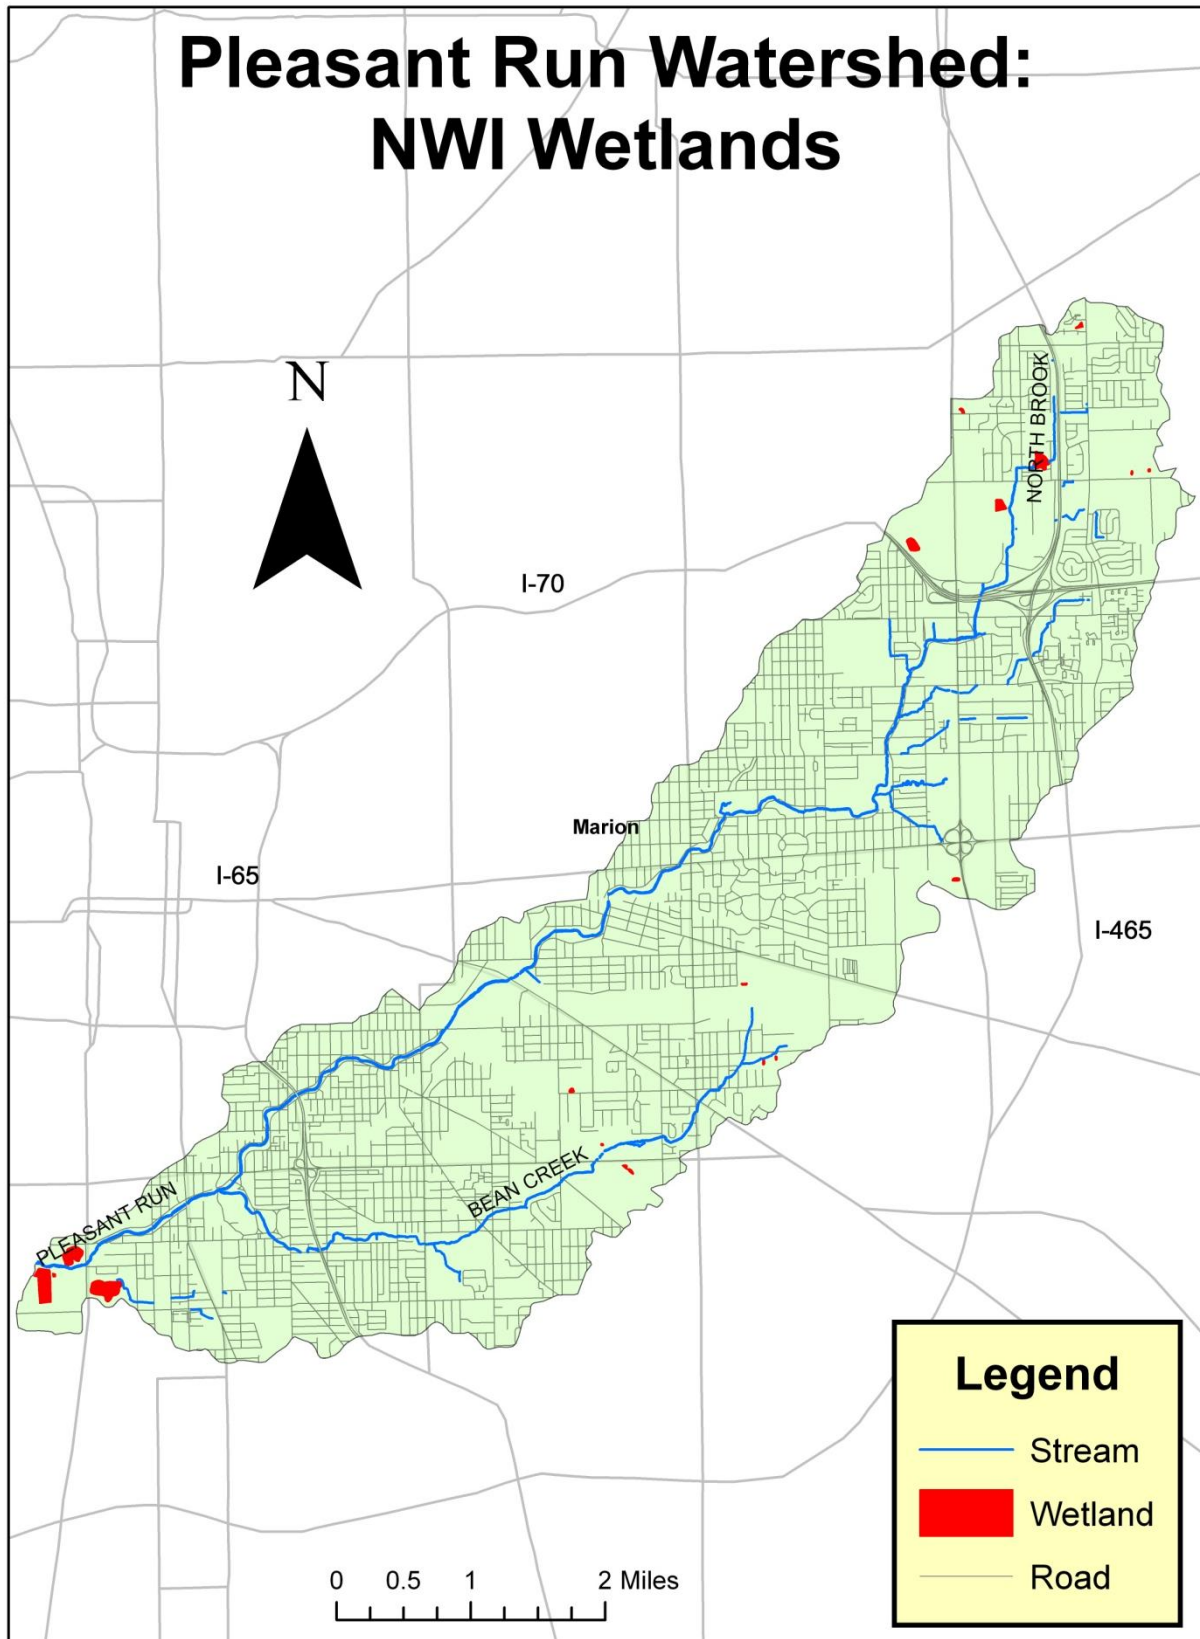 Pleasant Run Watershed:
NWI Wetlands
N
NORTH BROOK
I-70
Marion
I-65
I-465
BEAN CREEK
PLEASANT RUN
Legend
Stream
Wetland
Road
0 0.5 1 2 Miles